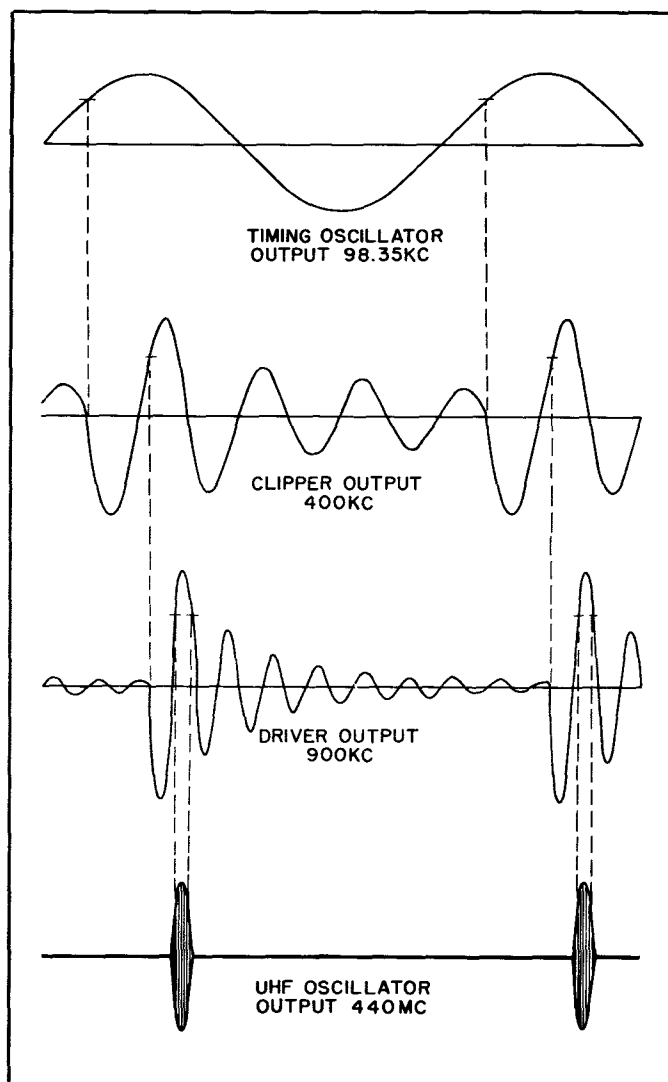 TIMING OSCILLATOR
OUTPUT 98.35KC
CLIPPER OUTPUT
400KC
DRIVER OUTPUT
900KC
UHF OSCILLATOR
OUTPUT 440MC